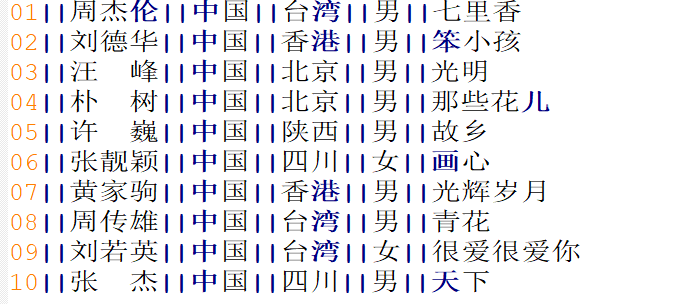 01||周杰伦||中国||台湾||男||七里香
02||刘德华||中国||香港||男||笨小孩
03||汪　峰||中国||北京||男||光明
04||朴　树||中国||北京||男||那些花儿
05||许　巍||中国||陕西||男||故乡
06||张靓颖||中国||四川||女||画心
07||黄家驹||中国||香港||男||光辉岁月
08||周传雄||中国||台湾||男||青花
09||刘若英||中国||台湾||女||很爱很爱你
10||张　杰||中国||四川||男||天下